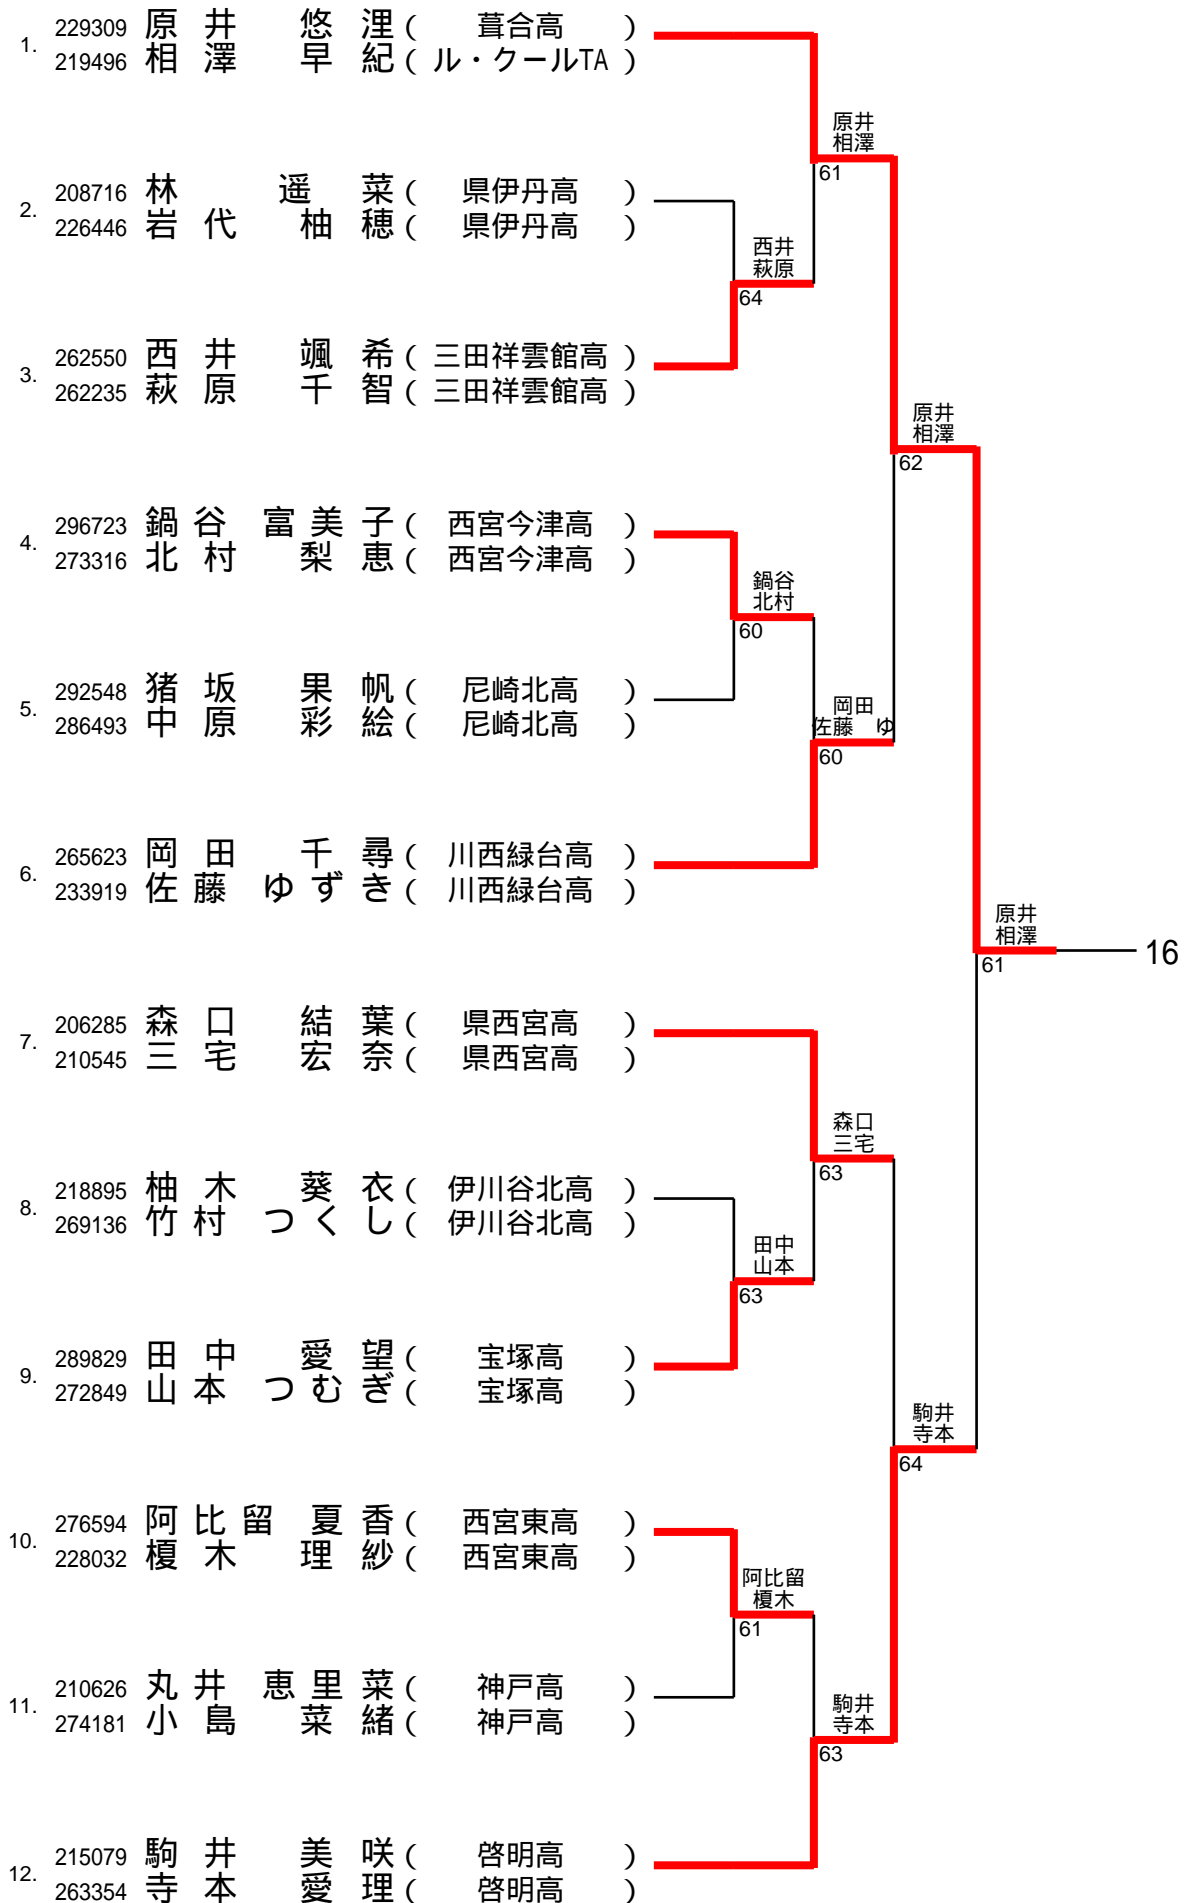 1. 229309 原井 悠浬 ( 葺合高 )
219496 相澤 早紀 ( ル・クールTA )
原井
相澤
61
2. 208716 林 遥菜 ( 県伊丹高 )
226446 岩代 柚穂 ( 県伊丹高 )
西井
萩原
64
3. 262550 西井 颯希 ( 三田祥雲館高 )
262235 萩原 千智 ( 三田祥雲館高 )
原井
相澤
62
4. 296723 鍋谷 富美子 ( 西宮今津高 )
273316 北村 梨恵 ( 西宮今津高 )
鍋谷
北村
60
5. 292548 猪坂 果帆 ( 尼崎北高 )
286493 中原 彩絵 ( 尼崎北高 )
岡田
佐藤 ゆ
60
6. 265623 岡田 千尋 ( 川西緑台高 )
233919 佐藤 ゆずき ( 川西緑台高 )
原井
相澤
61
16
7. 206285 森口 結葉 ( 県西宮高 )
210545 三宅 宏奈 ( 県西宮高 )
森口
三宅
63
8. 218895 柚木 葵衣 ( 伊川谷北高 )
269136 竹村 つくし ( 伊川谷北高 )
田中
山本
63
9. 289829 田中 愛望 ( 宝塚高 )
272849 山本 つむぎ ( 宝塚高 )
駒井
寺本
64
10. 276594 阿比留 夏香 ( 西宮東高 )
228032 榎木 理紗 ( 西宮東高 )
阿比留
榎木
61
11. 210626 丸井 恵里菜 ( 神戸高 )
274181 小島 菜緒 ( 神戸高 )
駒井
寺本
63
12. 215079 駒井 美咲 ( 啓明高 )
263354 寺本 愛理 ( 啓明高 )